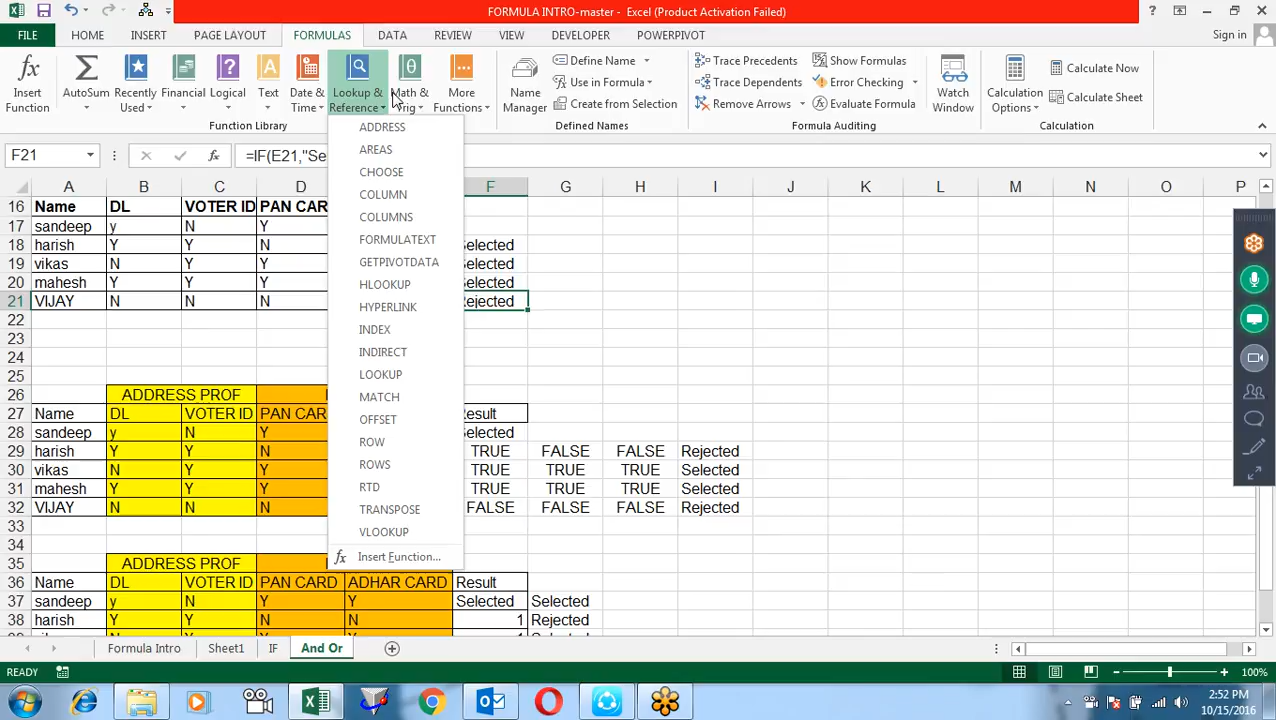 FORMULA INTRO-master - Excel (Product Activation Failed)
FILE HOME INSERT PAGE LAYOUT FORMULAS DATA REVIEW VIEW DEVELOPER POWERPIVOT Sign in
Insert Function
AutoSum
Recently Used
Financial
Logical
Text
Date & Time
Lookup & Reference
Math & Trig
More Functions
Function Library
Name Manager
Define Name
Use in Formula
Create from Selection
Defined Names
Trace Precedents
Trace Dependents
Remove Arrows
Show Formulas
Error Checking
Evaluate Formula
Formula Auditing
Watch Window
Calculation Options
Calculate Sheet
Calculation
F21 =IF(E21,"Se
ADDRESS
AREAS
CHOOSE
COLUMN
COLUMNS
FORMULATEXT
GETPIVOTDATA
HLOOKUP
HYPERLINK
INDEX
INDIRECT
LOOKUP
MATCH
OFFSET
ROW
ROWS
RTD
TRANSPOSE
VLOOKUP
fx Insert Function...
A B C D F G H I J K L M N O P
16 Name DL VOTER ID PAN CAR
17 sandeep y N Y
18 harish Y Y N Selected
19 vikas N Y Y Selected
20 mahesh Y Y Y Selected
21 VIJAY N N N Rejected
22
23
24
25
26 ADDRESS PROF
27 Name DL VOTER ID PAN CAR Result
28 sandeep y N Y Selected
29 harish Y Y N TRUE FALSE FALSE Rejected
30 vikas N Y Y TRUE TRUE TRUE Selected
31 mahesh Y Y Y TRUE TRUE TRUE Selected
32 VIJAY N N N FALSE FALSE FALSE Rejected
33
34
35 ADDRESS PROF
36 Name DL VOTER ID PAN CARD ADHAR CARD Result
37 sandeep y N Y Y Selected Selected
38 harish Y Y N N 1 Rejected
Formula Intro Sheet1 IF And Or
READY 100%
2:52 PM
10/15/2016